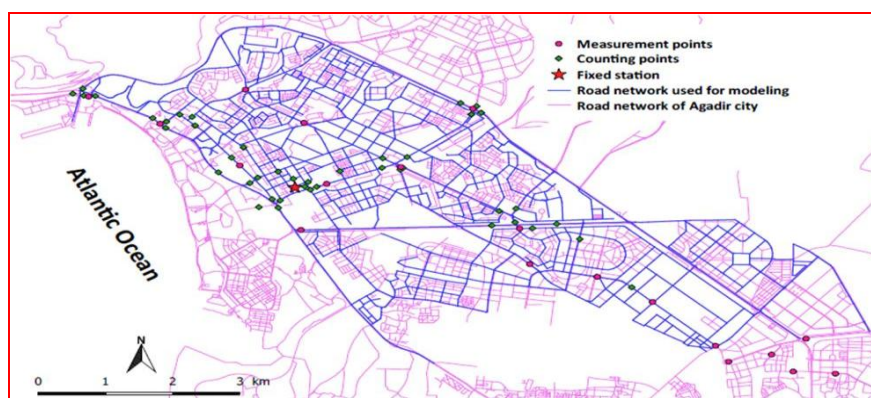 Measurement points
Counting points
Fixed station
Road network used for modeling
Road network of Agadir city
Atlantic Ocean
N
0 1 2 3 km